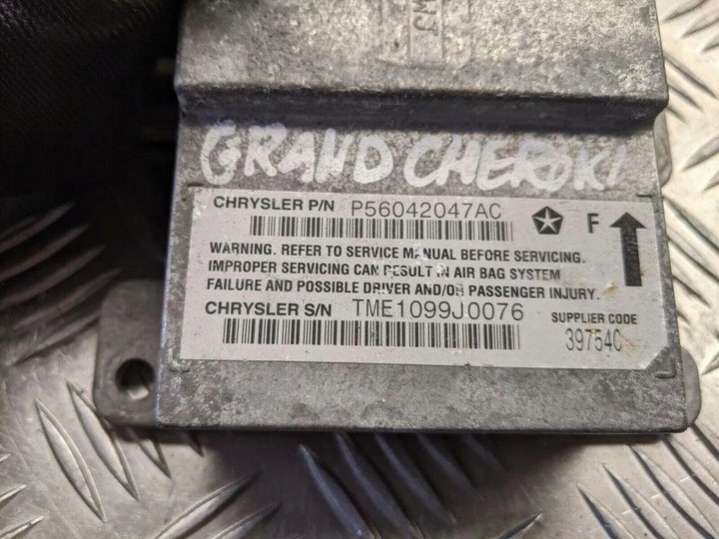 WJ
GRAND CHEROKI
CHRYSLER P/N P56042047AC
F
WARNING. REFER TO SERVICE MANUAL BEFORE SERVICING.
IMPROPER SERVICING CAN RESULT IN AIR BAG SYSTEM
FAILURE AND POSSIBLE DRIVER AND/OR PASSENGER INJURY.
CHRYSLER S/N TME1099J0076
SUPPLIER CODE
39754C